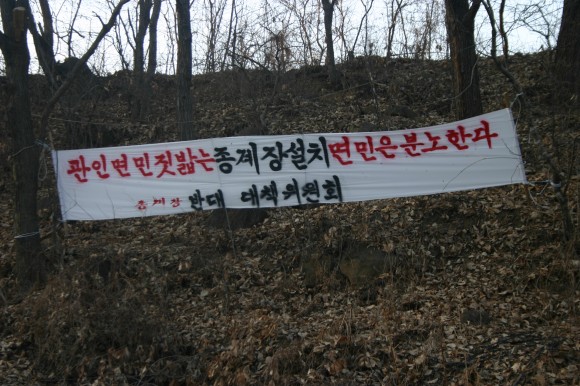 관인면민짓밟는종계장설치면민은분노한다
종계장 반대 대책위원회